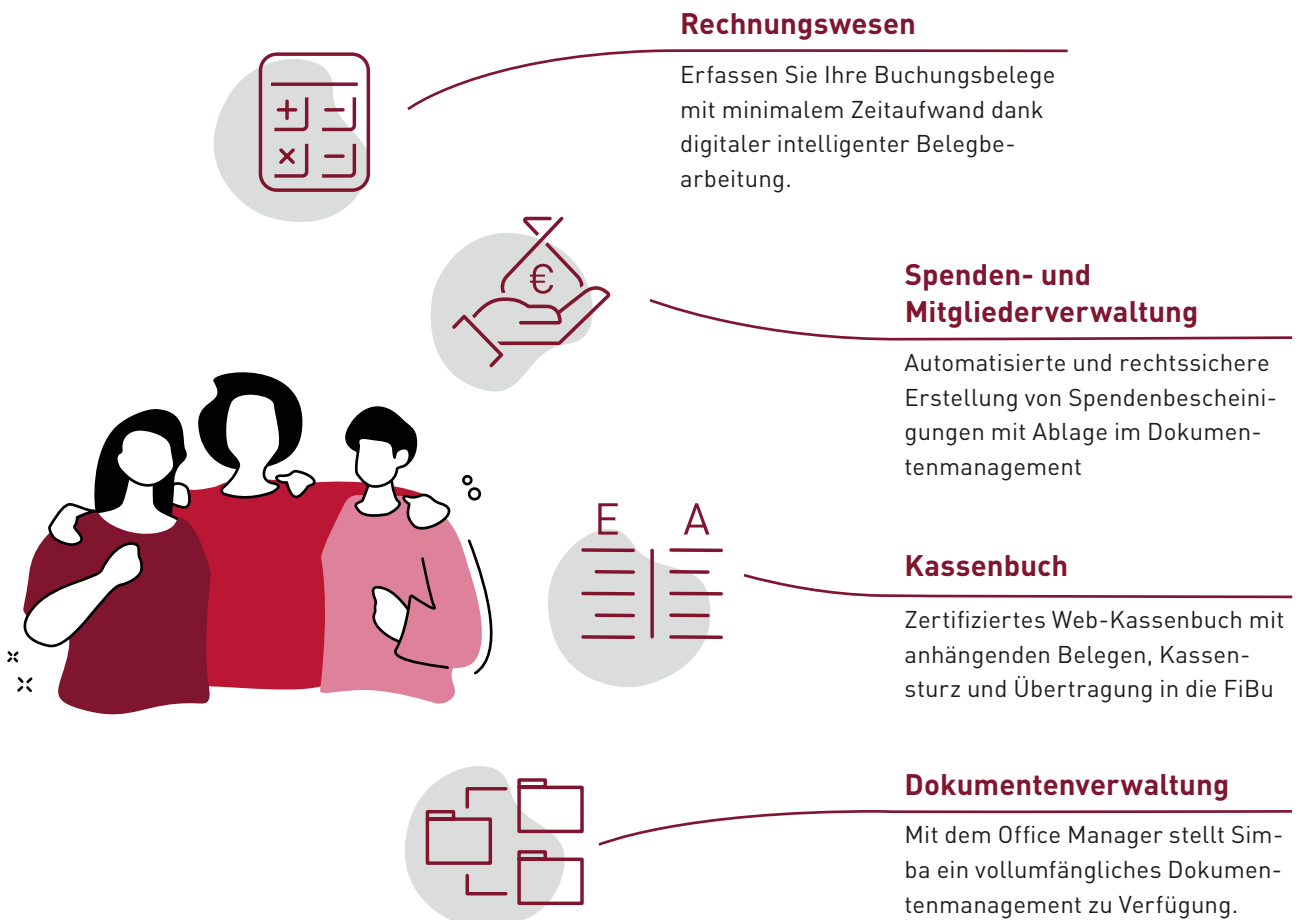 Rechnungswesen
Erfassen Sie Ihre Buchungsbelege
mit minimalem Zeitaufwand dank
digitaler intelligenter Belegbe-
arbeitung.
€
Spenden- und
Mitgliederverwaltung
Automatisierte und rechtssichere
Erstellung von Spendenbescheini-
gungen mit Ablage im Dokumen-
tenmanagement
E A
Kassenbuch
Zertifiziertes Web-Kassenbuch mit
anhängenden Belegen, Kassen-
sturz und Übertragung in die FiBu
Dokumentenverwaltung
Mit dem Office Manager stellt Sim-
ba ein vollumfängliches Dokumen-
tenmanagement zu Verfügung.